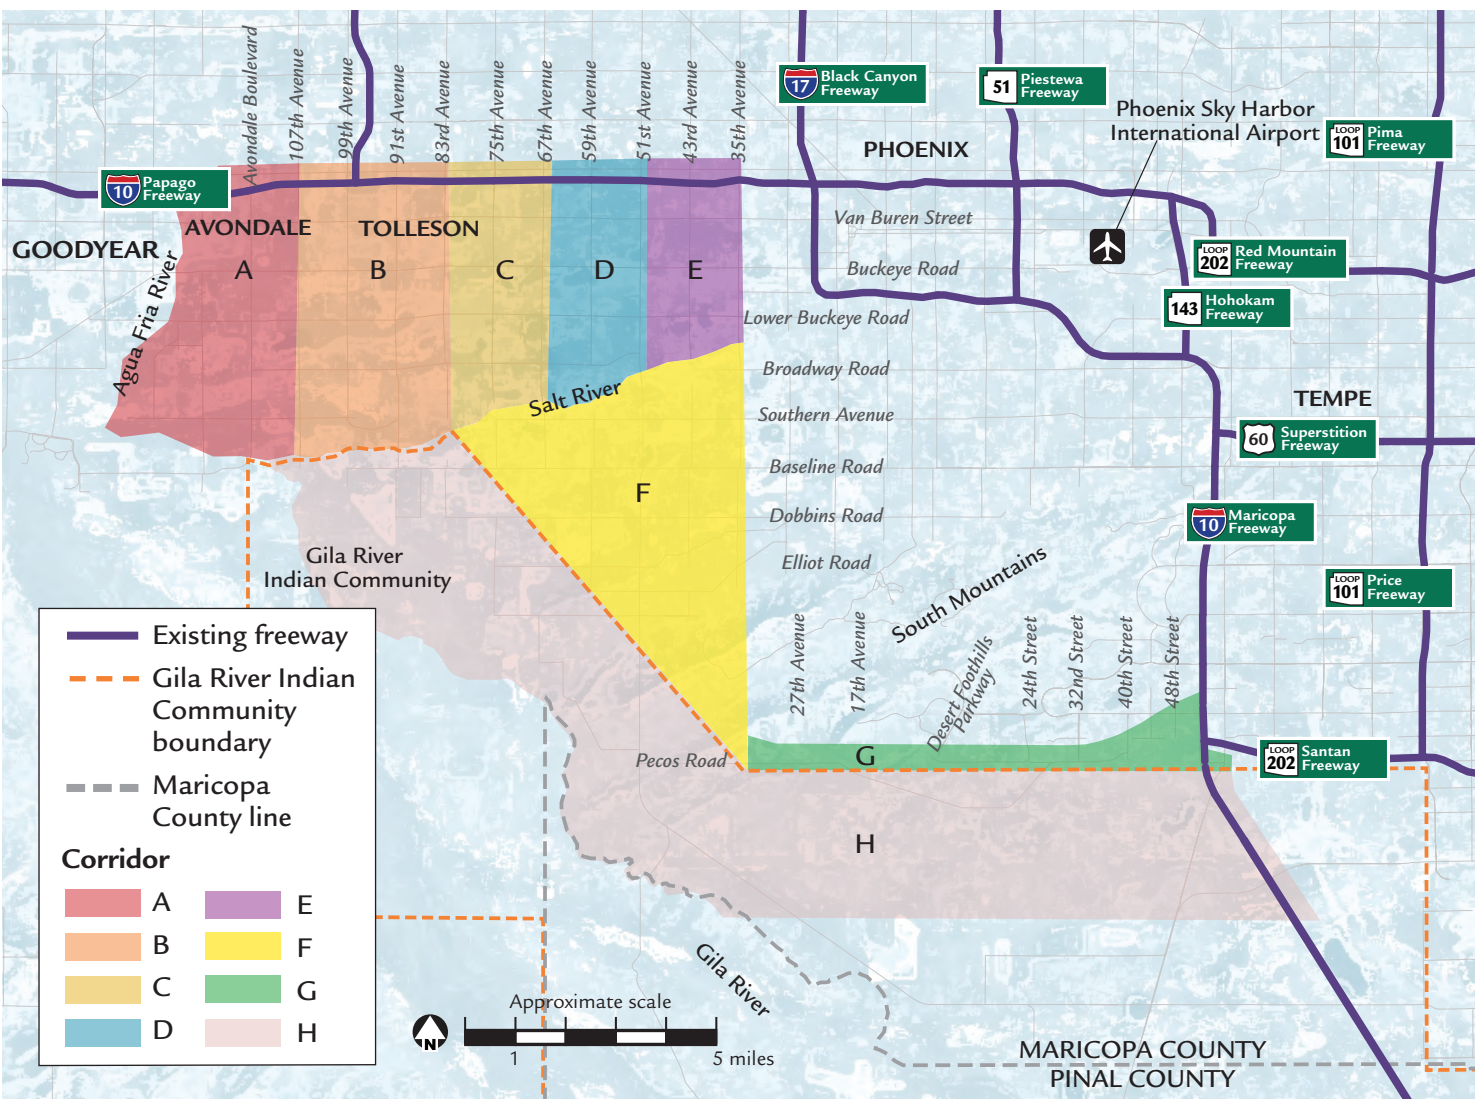 Avondale Boulevard
107th Avenue
99th Avenue
91st Avenue
83rd Avenue
75th Avenue
67th Avenue
59th Avenue
51st Avenue
43rd Avenue
35th Avenue
17
Black Canyon
Freeway
51
Piestewa
Freeway
Phoenix Sky Harbor
International Airport
LOOP
101
Pima
Freeway
PHOENIX
10
Papago
Freeway
GOODYEAR
AVONDALE
TOLLESON
Van Buren Street
Buckeye Road
Lower Buckeye Road
Broadway Road
Southern Avenue
Baseline Road
Dobbins Road
Elliot Road
LOOP
202
Red Mountain
Freeway
143
Hohokam
Freeway
Agua Fria River
A
B
C
D
E
Salt River
TEMPE
60
Superstition
Freeway
F
10
Maricopa
Freeway
Gila River
Indian Community
South Mountains
LOOP
101
Price
Freeway
27th Avenue
17th Avenue
Desert Foothills
Parkway
24th Street
32nd Street
40th Street
48th Street
Pecos Road
G
LOOP
202
Santan
Freeway
H
Existing freeway
Gila River Indian
Community
boundary
Maricopa
County line
Corridor
A
E
B
F
C
G
D
H
Gila River
N
Approximate scale
1
5 miles
MARICOPA COUNTY
PINAL COUNTY